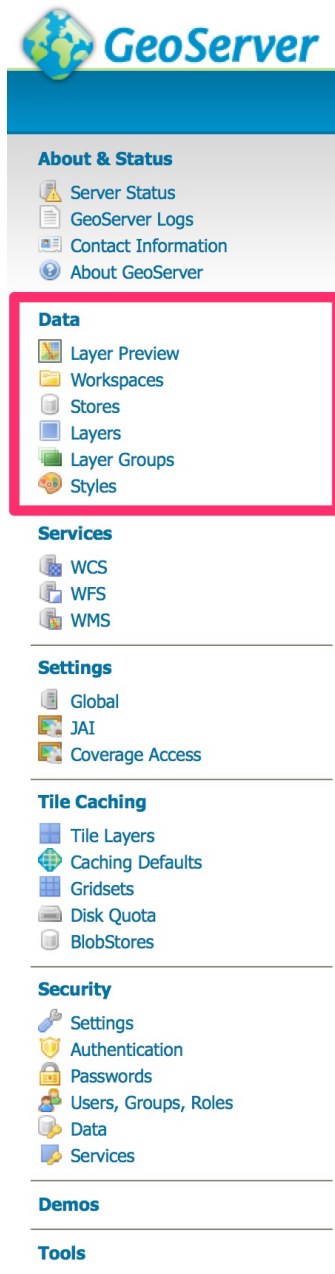 GeoServer
About & Status
Server Status
GeoServer Logs
Contact Information
About GeoServer
Data
Layer Preview
Workspaces
Stores
Layers
Layer Groups
Styles
Services
WCS
WFS
WMS
Settings
Global
JAI
Coverage Access
Tile Caching
Tile Layers
Caching Defaults
Gridsets
Disk Quota
BlobStores
Security
Settings
Authentication
Passwords
Users, Groups, Roles
Data
Services
Demos
Tools